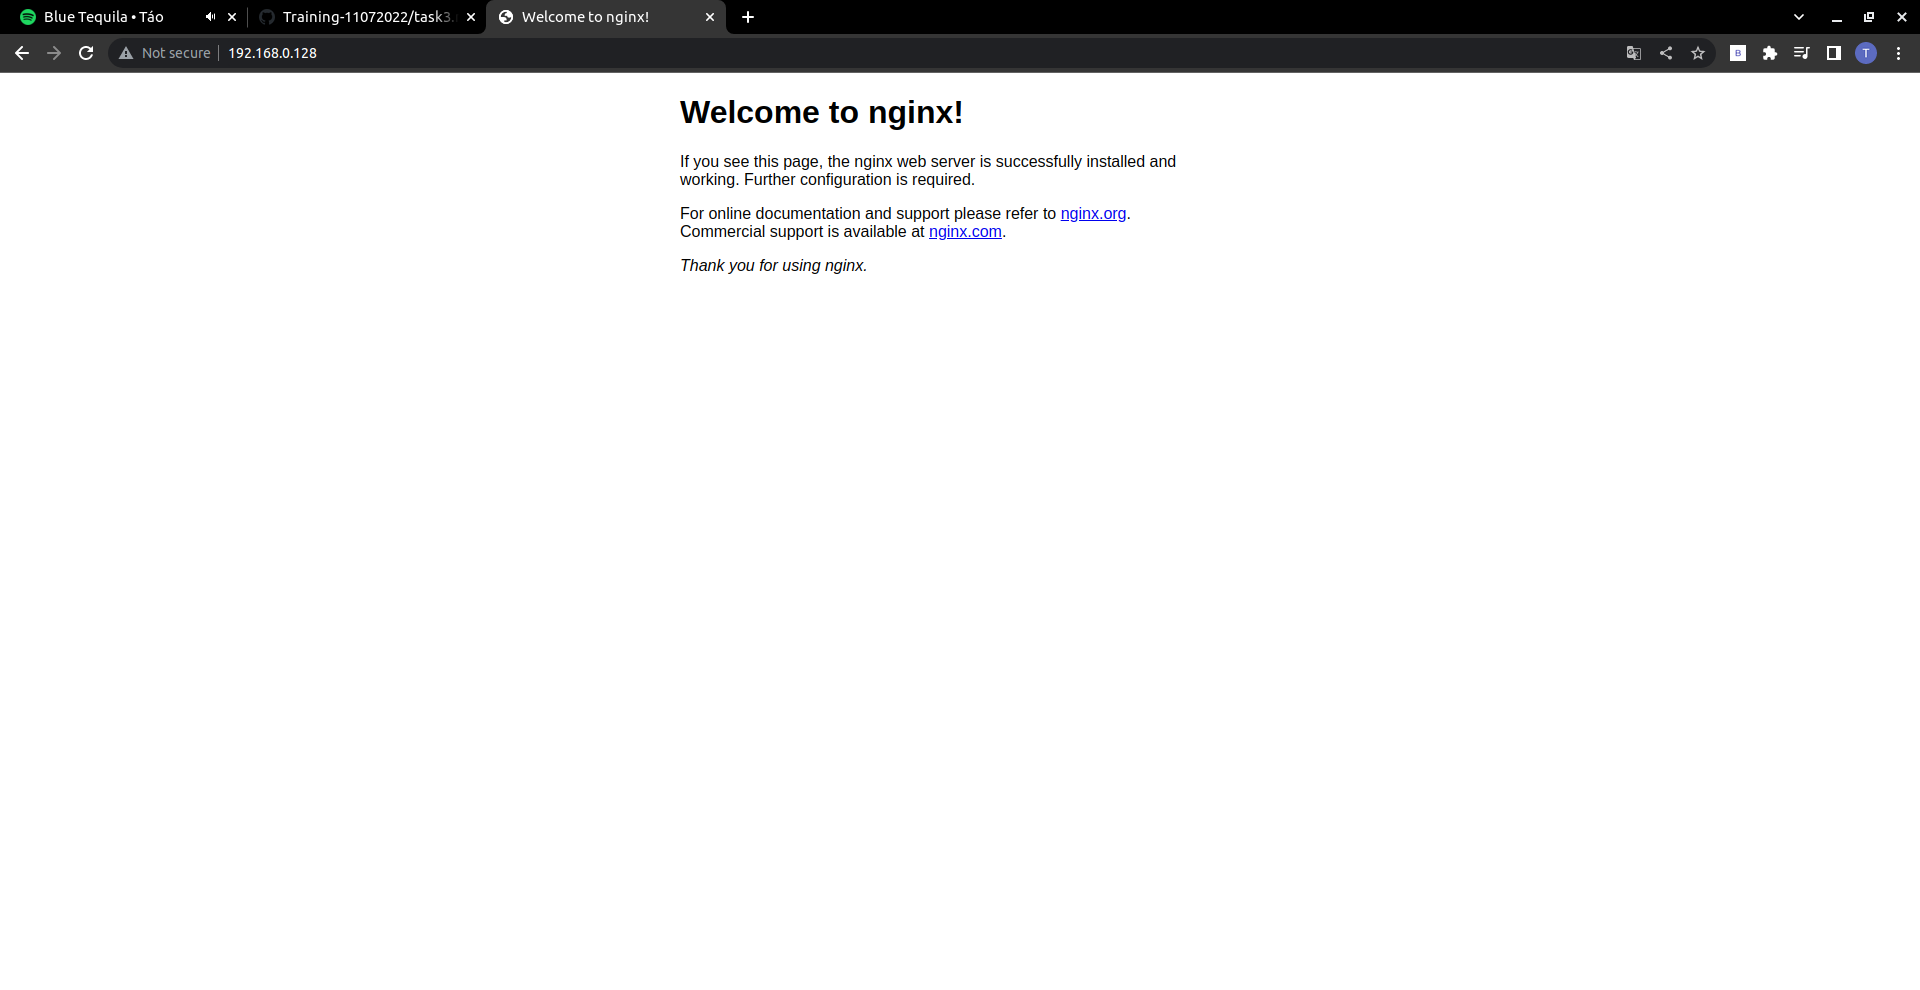 Blue Tequila • Táo
Training-11072022/task3.
Welcome to nginx!
Not secure
192.168.0.128
B
T
Welcome to nginx!
If you see this page, the nginx web server is successfully installed and
working. Further configuration is required.
For online documentation and support please refer to nginx.org.
Commercial support is available at nginx.com.
Thank you for using nginx.